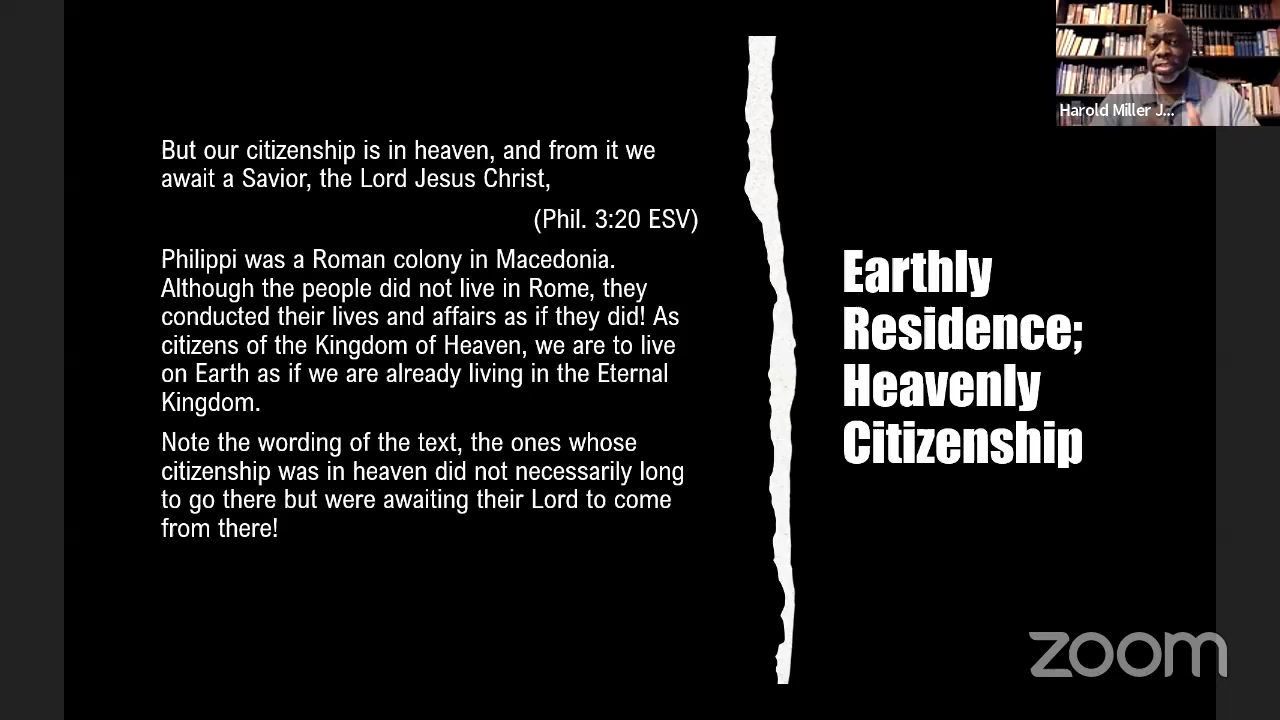 But our citizenship is in heaven, and from it we
await a Savior, the Lord Jesus Christ,
(Phil. 3:20 ESV)
Philippi was a Roman colony in Macedonia.
Although the people did not live in Rome, they
conducted their lives and affairs as if they did! As
citizens of the Kingdom of Heaven, we are to live
on Earth as if we are already living in the Eternal
Kingdom.
Note the wording of the text, the ones whose
citizenship was in heaven did not necessarily long
to go there but were awaiting their Lord to come
from there!
Earthly
Residence;
Heavenly
Citizenship
Harold Miller J...
zoom